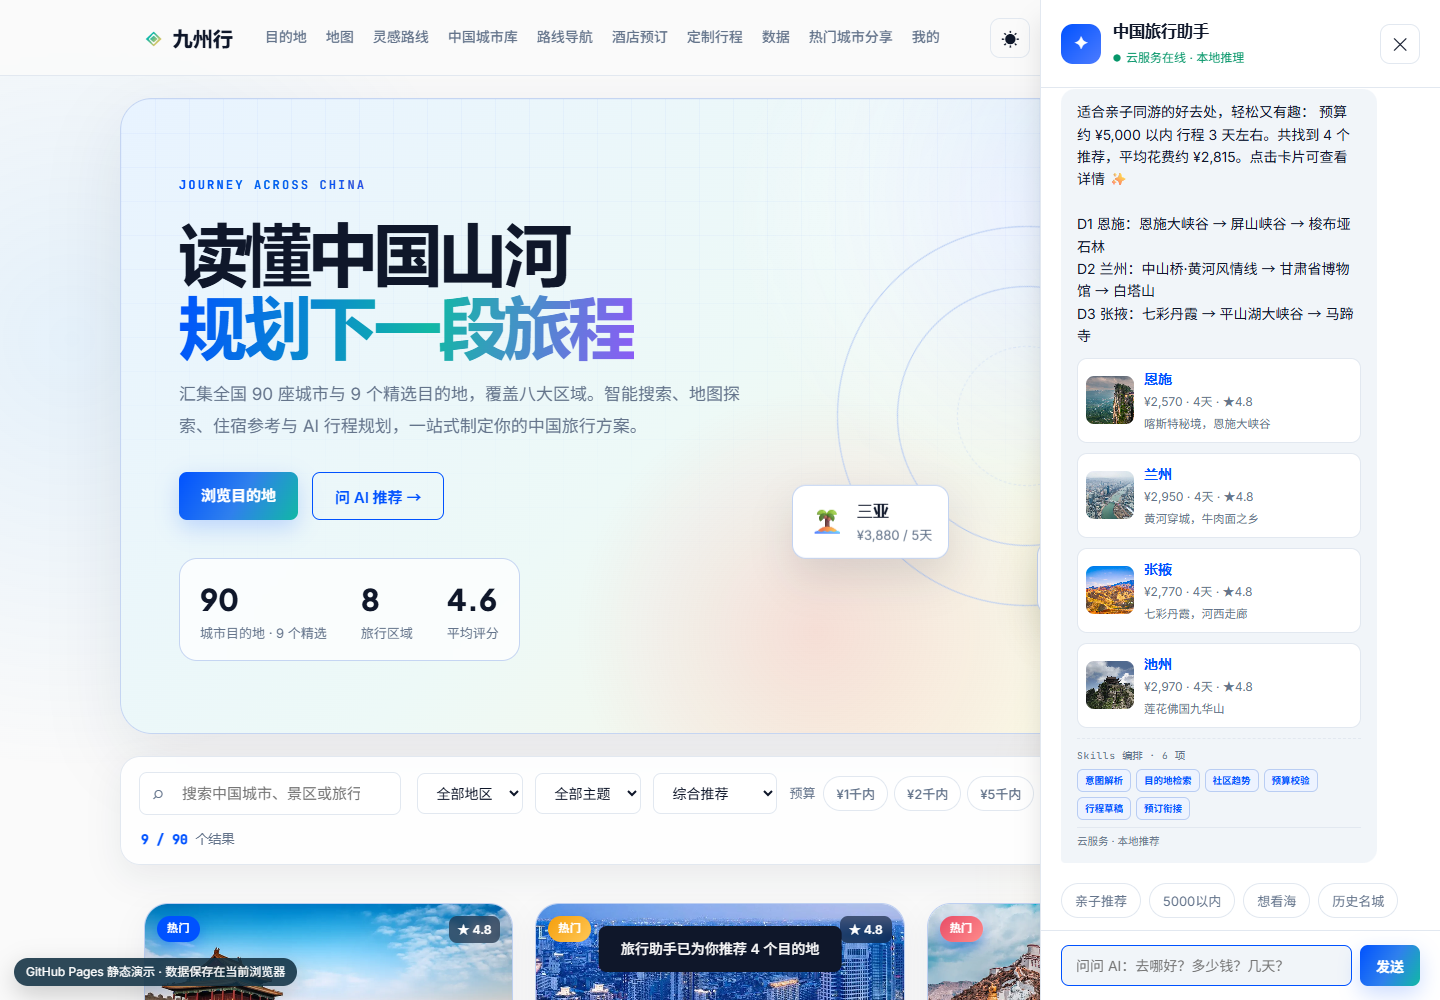 九州行
目的地 地图 灵感路线 中国城市库 路线导航 酒店预订 定制行程 数据 热门城市分享 我的
JOURNEY ACROSS CHINA
读懂中国山河
规划下一段旅程
汇集全国 90 座城市与 9 个精选目的地，覆盖八大区域。智能搜索、地图探
索、住宿参考与 AI 行程规划，一站式制定你的中国旅行方案。
浏览目的地
问 AI 推荐 →
三亚
¥3,880 / 5天
90 8 4.6
城市目的地 · 9 个精选 旅行区域 平均评分
搜索中国城市、景区或旅行
全部地区 全部主题 综合推荐 预算 ¥1千内 ¥2千内 ¥5千内
9 / 90 个结果
热门 ★ 4.8
热门 ★ 4.8
热门
旅行助手已为你推荐 4 个目的地
GitHub Pages 静态演示 · 数据保存在当前浏览器
中国旅行助手
云服务在线 · 本地推理
适合亲子同游的好去处，轻松又有趣： 预算
约 ¥5,000 以内 行程 3 天左右。共找到 4 个
推荐，平均花费约 ¥2,815。点击卡片可查看
详情 ✨
D1 恩施：恩施大峡谷 → 屏山峡谷 → 梭布垭
石林
D2 兰州：中山桥·黄河风情线 → 甘肃省博物
馆 → 白塔山
D3 张掖：七彩丹霞 → 平山湖大峡谷 → 马蹄
寺
恩施
¥2,570 · 4天 · ★4.8
喀斯特秘境，恩施大峡谷
兰州
¥2,950 · 4天 · ★4.8
黄河穿城，牛肉面之乡
张掖
¥2,770 · 4天 · ★4.8
七彩丹霞，河西走廊
池州
¥2,970 · 4天 · ★4.8
莲花佛国九华山
Skills 编排 · 6 项
意图解析 目的地检索 社区趋势 预算校验
行程草稿 预订衔接
云服务 · 本地推荐
亲子推荐 5000以内 想看海 历史名城
问问 AI：去哪好？多少钱？几天？
发送